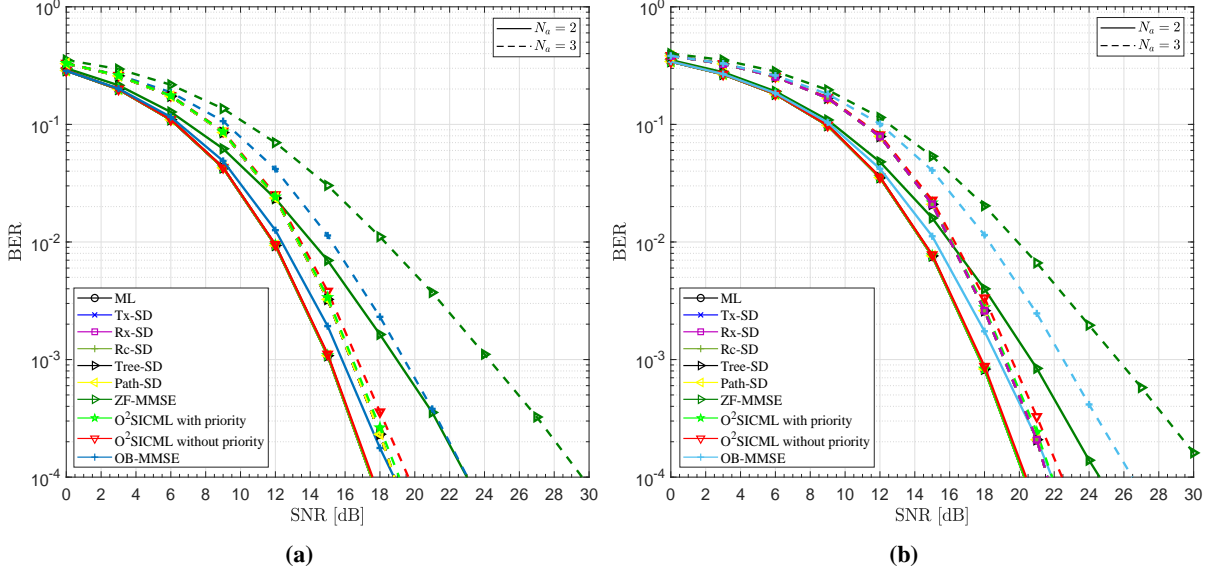 10^0
10^-1
10^-2
10^-3
10^-4
BER
0 2 4 6 8 10 12 14 16 18 20 22 24 26 28 30
SNR [dB]
N_a = 2
N_a = 3
ML
Tx-SD
Rx-SD
Rc-SD
Tree-SD
Path-SD
ZF-MMSE
O^2SICML with priority
O^2SICML without priority
OB-MMSE
(a)
10^0
10^-1
10^-2
10^-3
10^-4
BER
0 2 4 6 8 10 12 14 16 18 20 22 24 26 28 30
SNR [dB]
N_a = 2
N_a = 3
ML
Tx-SD
Rx-SD
Rc-SD
Tree-SD
Path-SD
ZF-MMSE
O^2SICML with priority
O^2SICML without priority
OB-MMSE
(b)